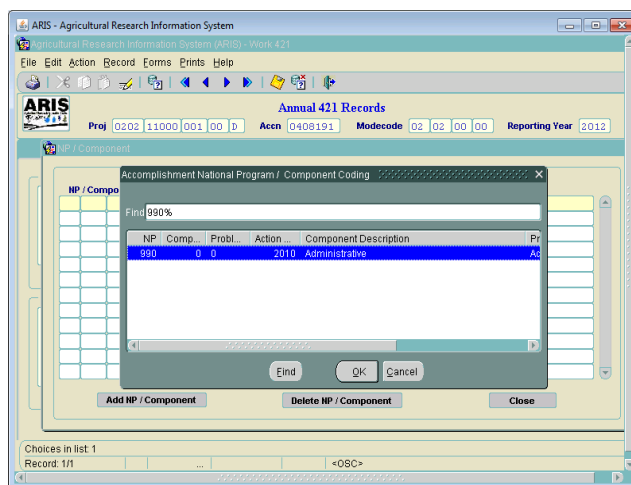 ARIS - Agricultural Research Information System
Agricultural Research Information System (ARIS) - Work 421
File Edit Action Record Forms Prints Help
ARIS
Annual 421 Records
Proj 0202 11000 001 00 D Accn 0408191 Modecode 02 02 00 00 Reporting Year 2012
NP / Component
NP / Compo
Accomplishment National Program / Component Coding
Find 990%
NP Comp... Probl... Action ... Component Description Pr
990 0 0 2010 Administrative Ac
Find OK Cancel
Add NP / Component Delete NP / Component Close
Choices in list: 1
Record: 1/1 ... <OSC>